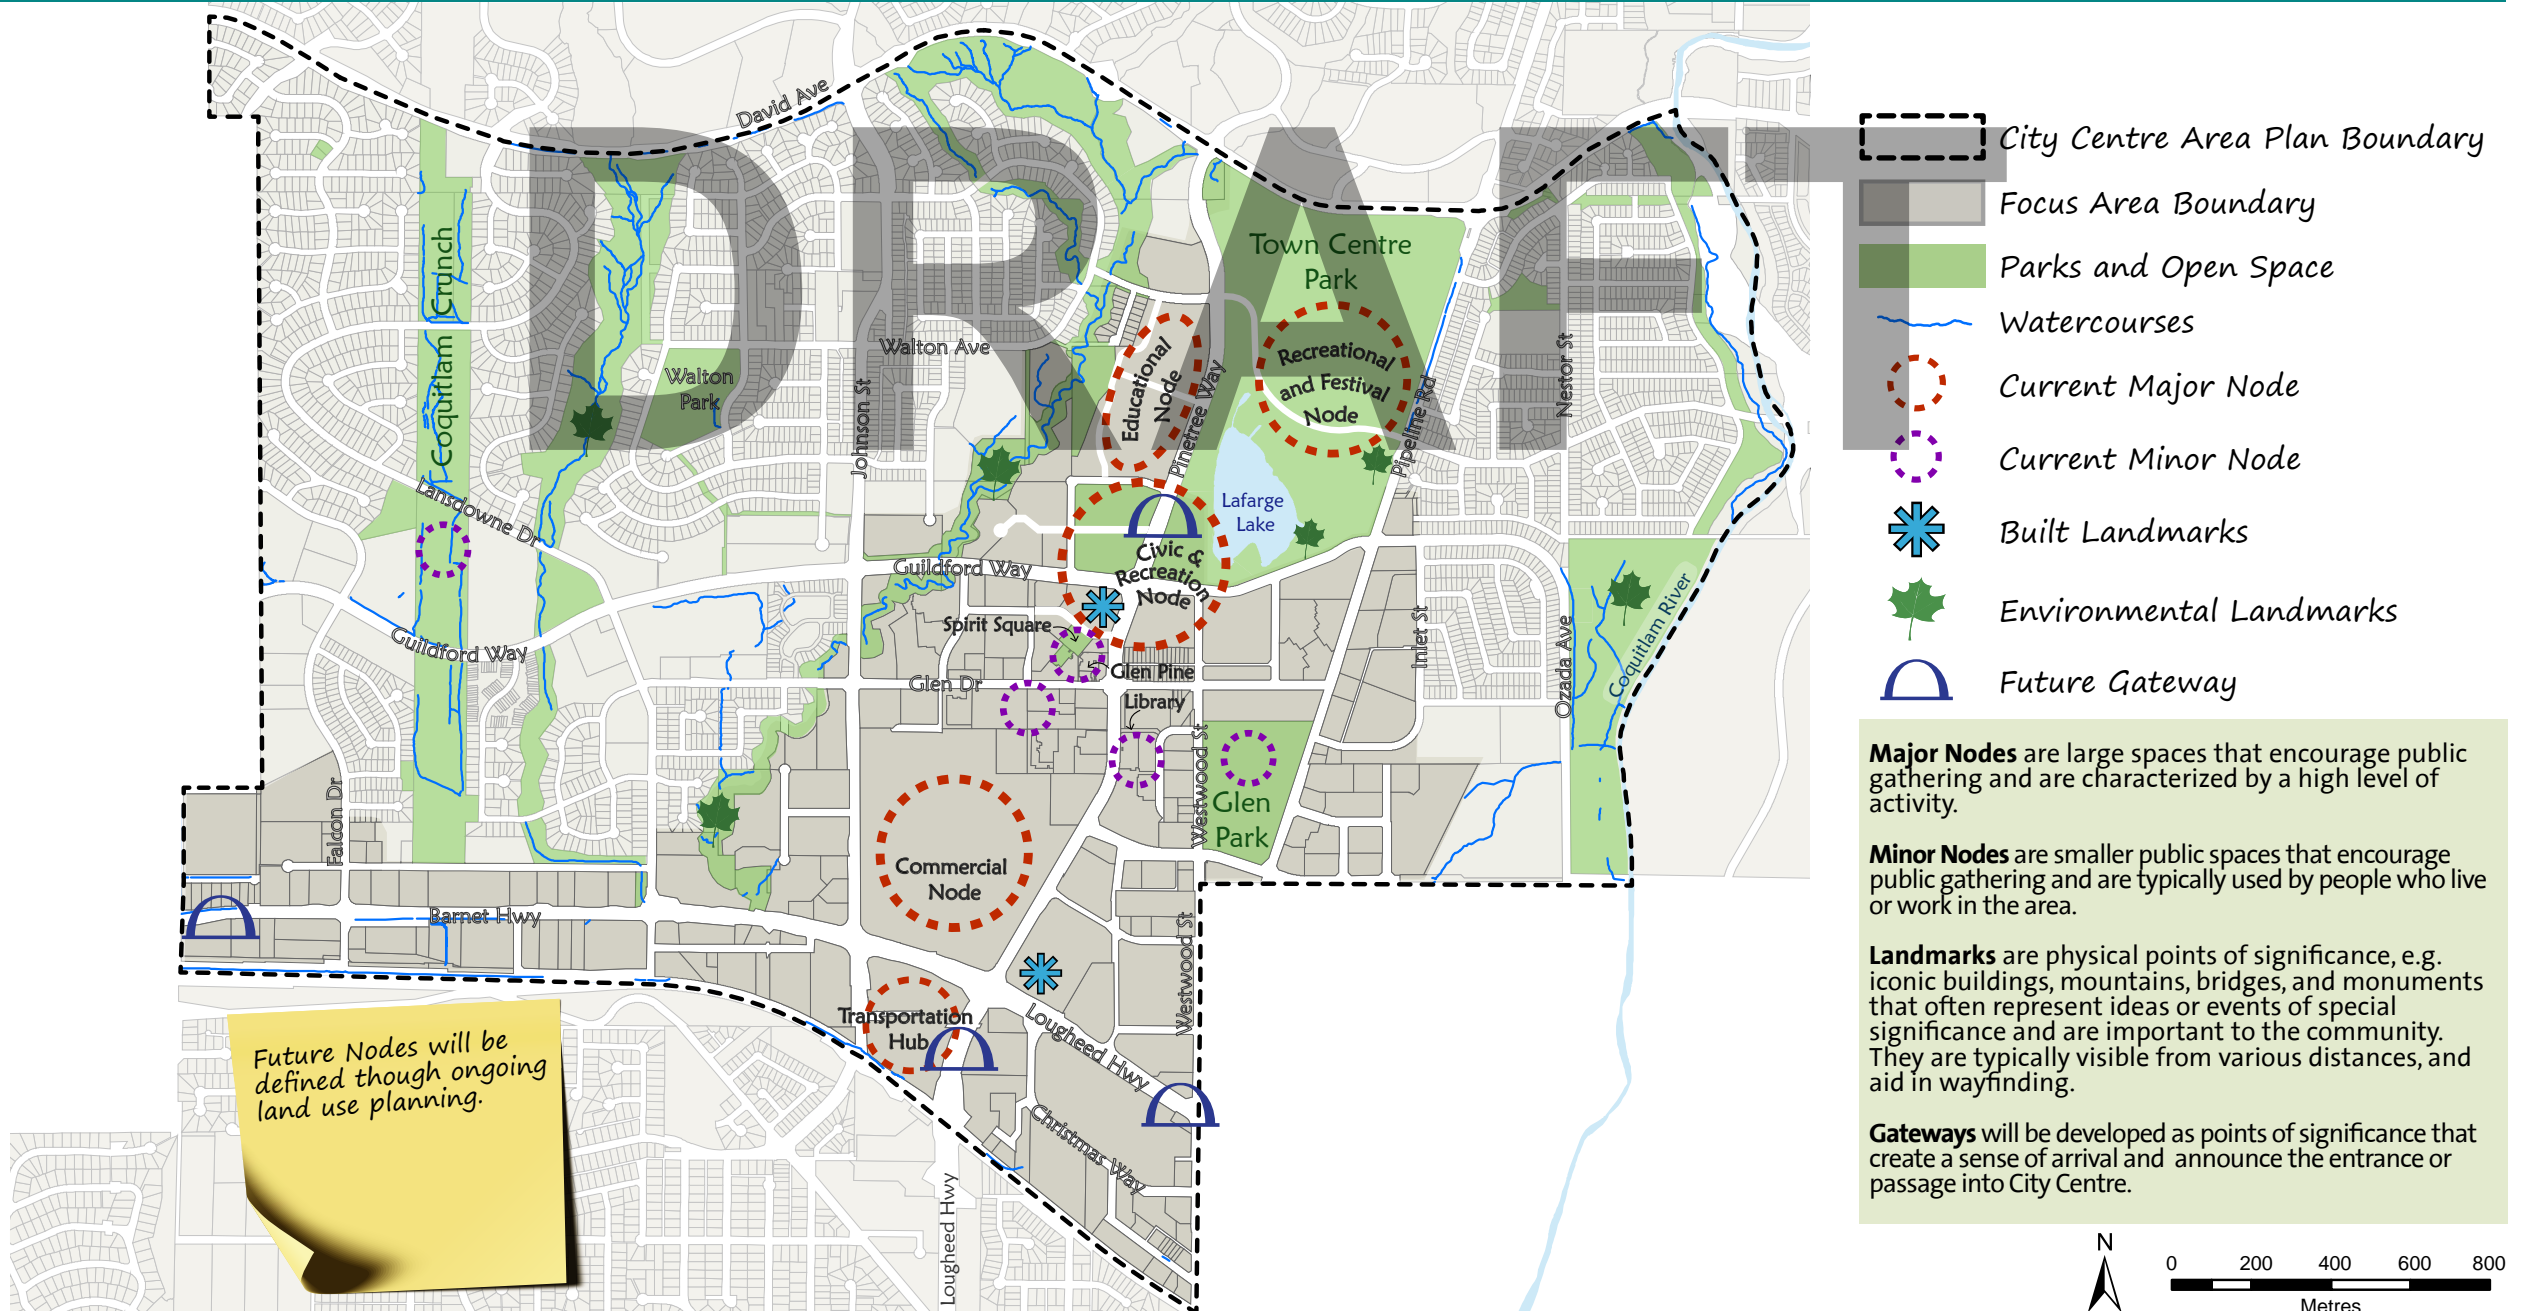 DRAFT
David Ave
Coquitlam Crunch
Walton Ave
Walton
Park
Johnson St
Educational
Node
Pinetree Way
Town Centre
Park
Recreational
and Festival
Node
Pipeline Rd
Nestor St
Lansdowne Dr
Lafarge
Lake
Civic &
Recreation
Node
Guildford Way
Guildford Way
Spirit Square
Glen Pine
Glen Dr
Library
Inlet St
Ozada Ave
Coquitlam River
Westwood St
Glen
Park
Falcon Dr
Commercial
Node
Barnet Hwy
Westwood St
Transportation
Hub
Lougheed Hwy
Christmas Way
Lougheed Hwy
Future Nodes will be
defined though ongoing
land use planning.
City Centre Area Plan Boundary
Focus Area Boundary
Parks and Open Space
Watercourses
Current Major Node
Current Minor Node
Built Landmarks
Environmental Landmarks
Future Gateway
Major Nodes are large spaces that encourage public
gathering and are characterized by a high level of
activity.
Minor Nodes are smaller public spaces that encourage
public gathering and are typically used by people who live
or work in the area.
Landmarks are physical points of significance, e.g.
iconic buildings, mountains, bridges, and monuments
that often represent ideas or events of special
significance and are important to the community.
They are typically visible from various distances, and
aid in wayfinding.
Gateways will be developed as points of significance that
create a sense of arrival and announce the entrance or
passage into City Centre.
N
0 200 400 600 800
Metres